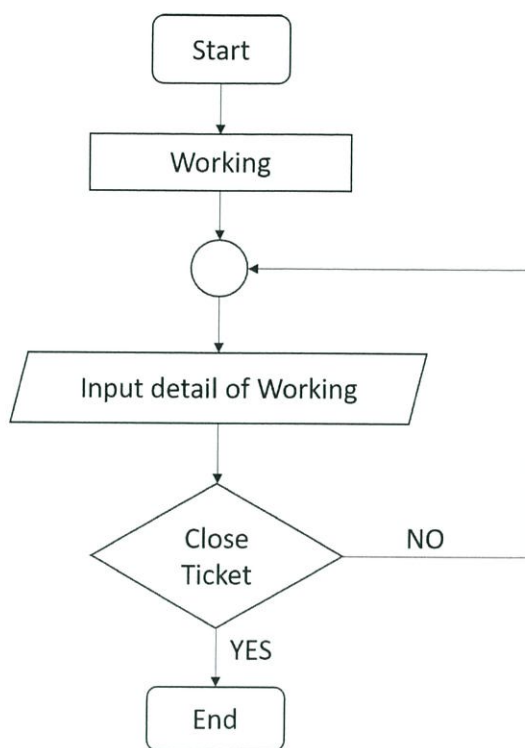 Start
Working
Input detail of Working
Close
Ticket
NO
YES
End